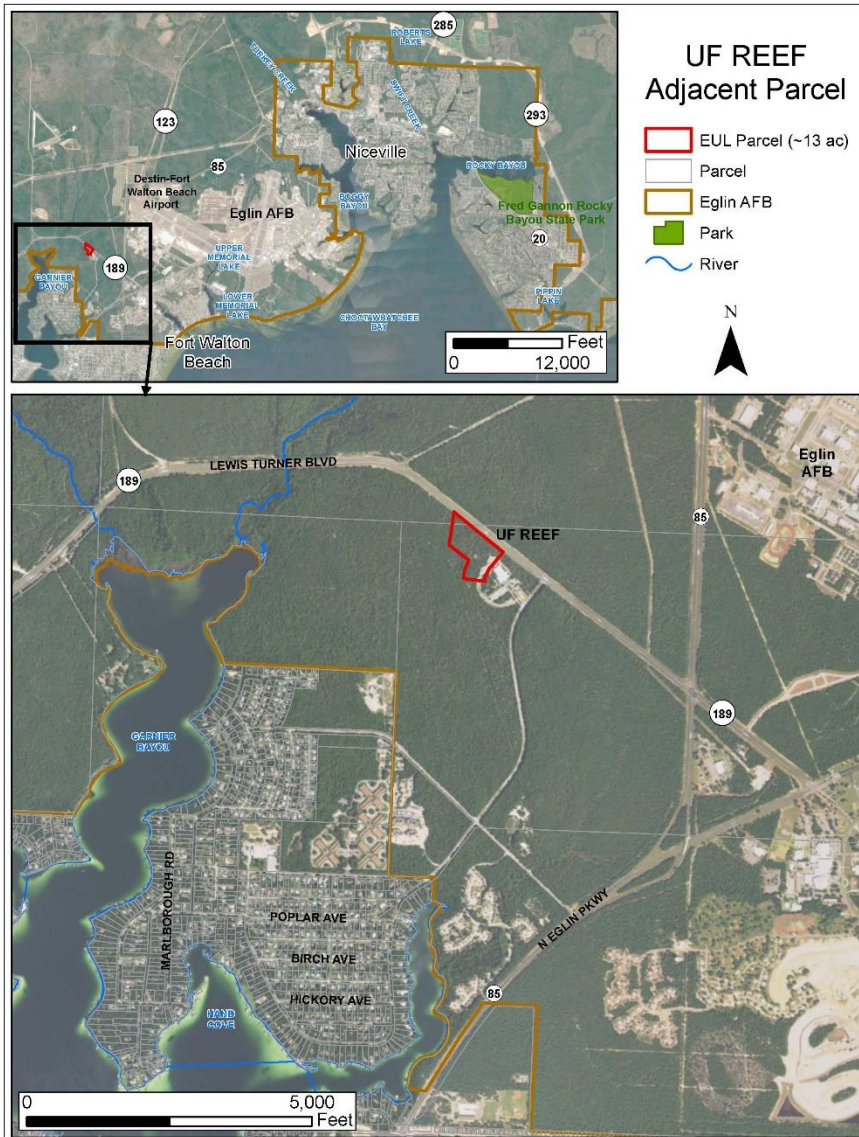 285
ROBERTS
LAKE
TURKEY CREEK
SWIFT CREEK
123
293
Niceville
85
ROCKY BAYOU
Destin-Fort
Walton Beach
Airport
Eglin AFB
BOGGY
BAYOU
Fred Gannon Rocky
Bayou State Park
20
189
UPPER
MEMORIAL
LAKE
GARNIER
BAYOU
LOWER
MEMORIAL
LAKE
PIPPIN
LAKE
CHOCTAWHATCHEE
BAY
Fort Walton
Beach
Feet
0 12,000
UF REEF
Adjacent Parcel
EUL Parcel (~13 ac)
Parcel
Eglin AFB
Park
River
N
LEWIS TURNER BLVD
189
Eglin
AFB
85
UF REEF
189
GARNIER
BAYOU
MARLBOROUGH RD
POPLAR AVE
BIRCH AVE
HICKORY AVE
N EGLIN PKWY
85
HAND
COVE
0 5,000
Feet